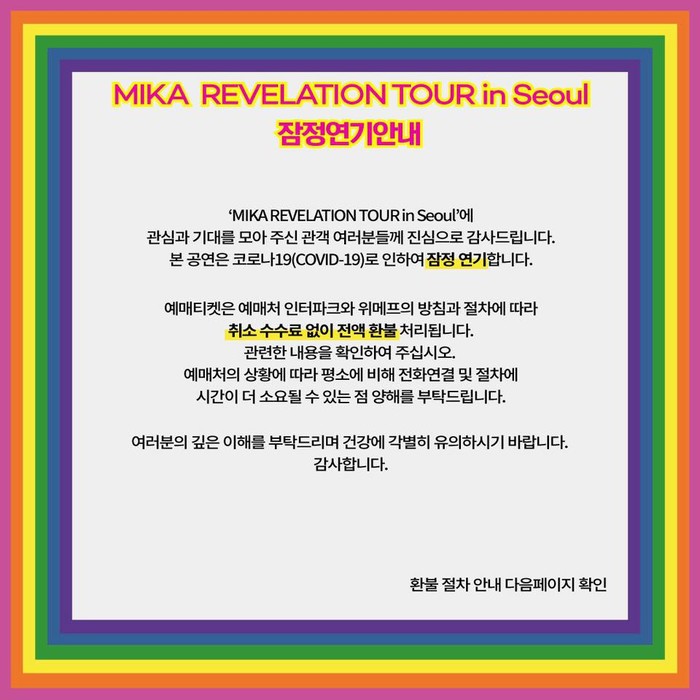 MIKA REVELATION TOUR in Seoul
잠정연기안내
‘MIKA REVELATION TOUR in Seoul’에
관심과 기대를 모아 주신 관객 여러분들께 진심으로 감사드립니다.
본 공연은 코로나19(COVID-19)로 인하여 잠정 연기합니다.
예매티켓은 예매처 인터파크와 위메프의 방침과 절차에 따라
취소 수수료 없이 전액 환불 처리됩니다.
관련한 내용을 확인하여 주십시오.
예매처의 상황에 따라 평소에 비해 전화연결 및 절차에
시간이 더 소요될 수 있는 점 양해를 부탁드립니다.
여러분의 깊은 이해를 부탁드리며 건강에 각별히 유의하시기 바랍니다.
감사합니다.
환불 절차 안내 다음페이지 확인